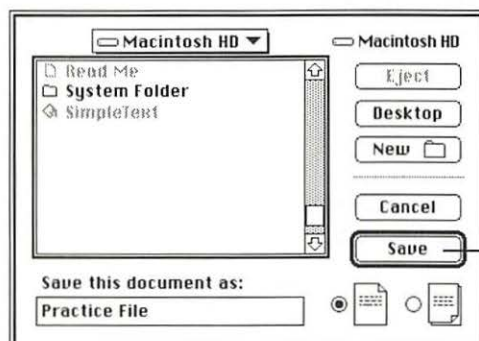 Macintosh HD
Macintosh HD
Read Me
System Folder
SimpleText
Eject
Desktop
New
Cancel
Save
Save this document as:
Practice File